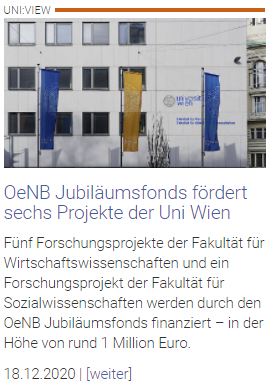 UNI:VIEW
universität
wien
OeNB Jubiläumsfonds fördert
sechs Projekte der Uni Wien
Fünf Forschungsprojekte der Fakultät für
Wirtschaftswissenschaften und ein
Forschungsprojekt der Fakultät für
Sozialwissenschaften werden durch den
OeNB Jubiläumsfonds finanziert – in der
Höhe von rund 1 Million Euro.
18.12.2020 | [weiter]